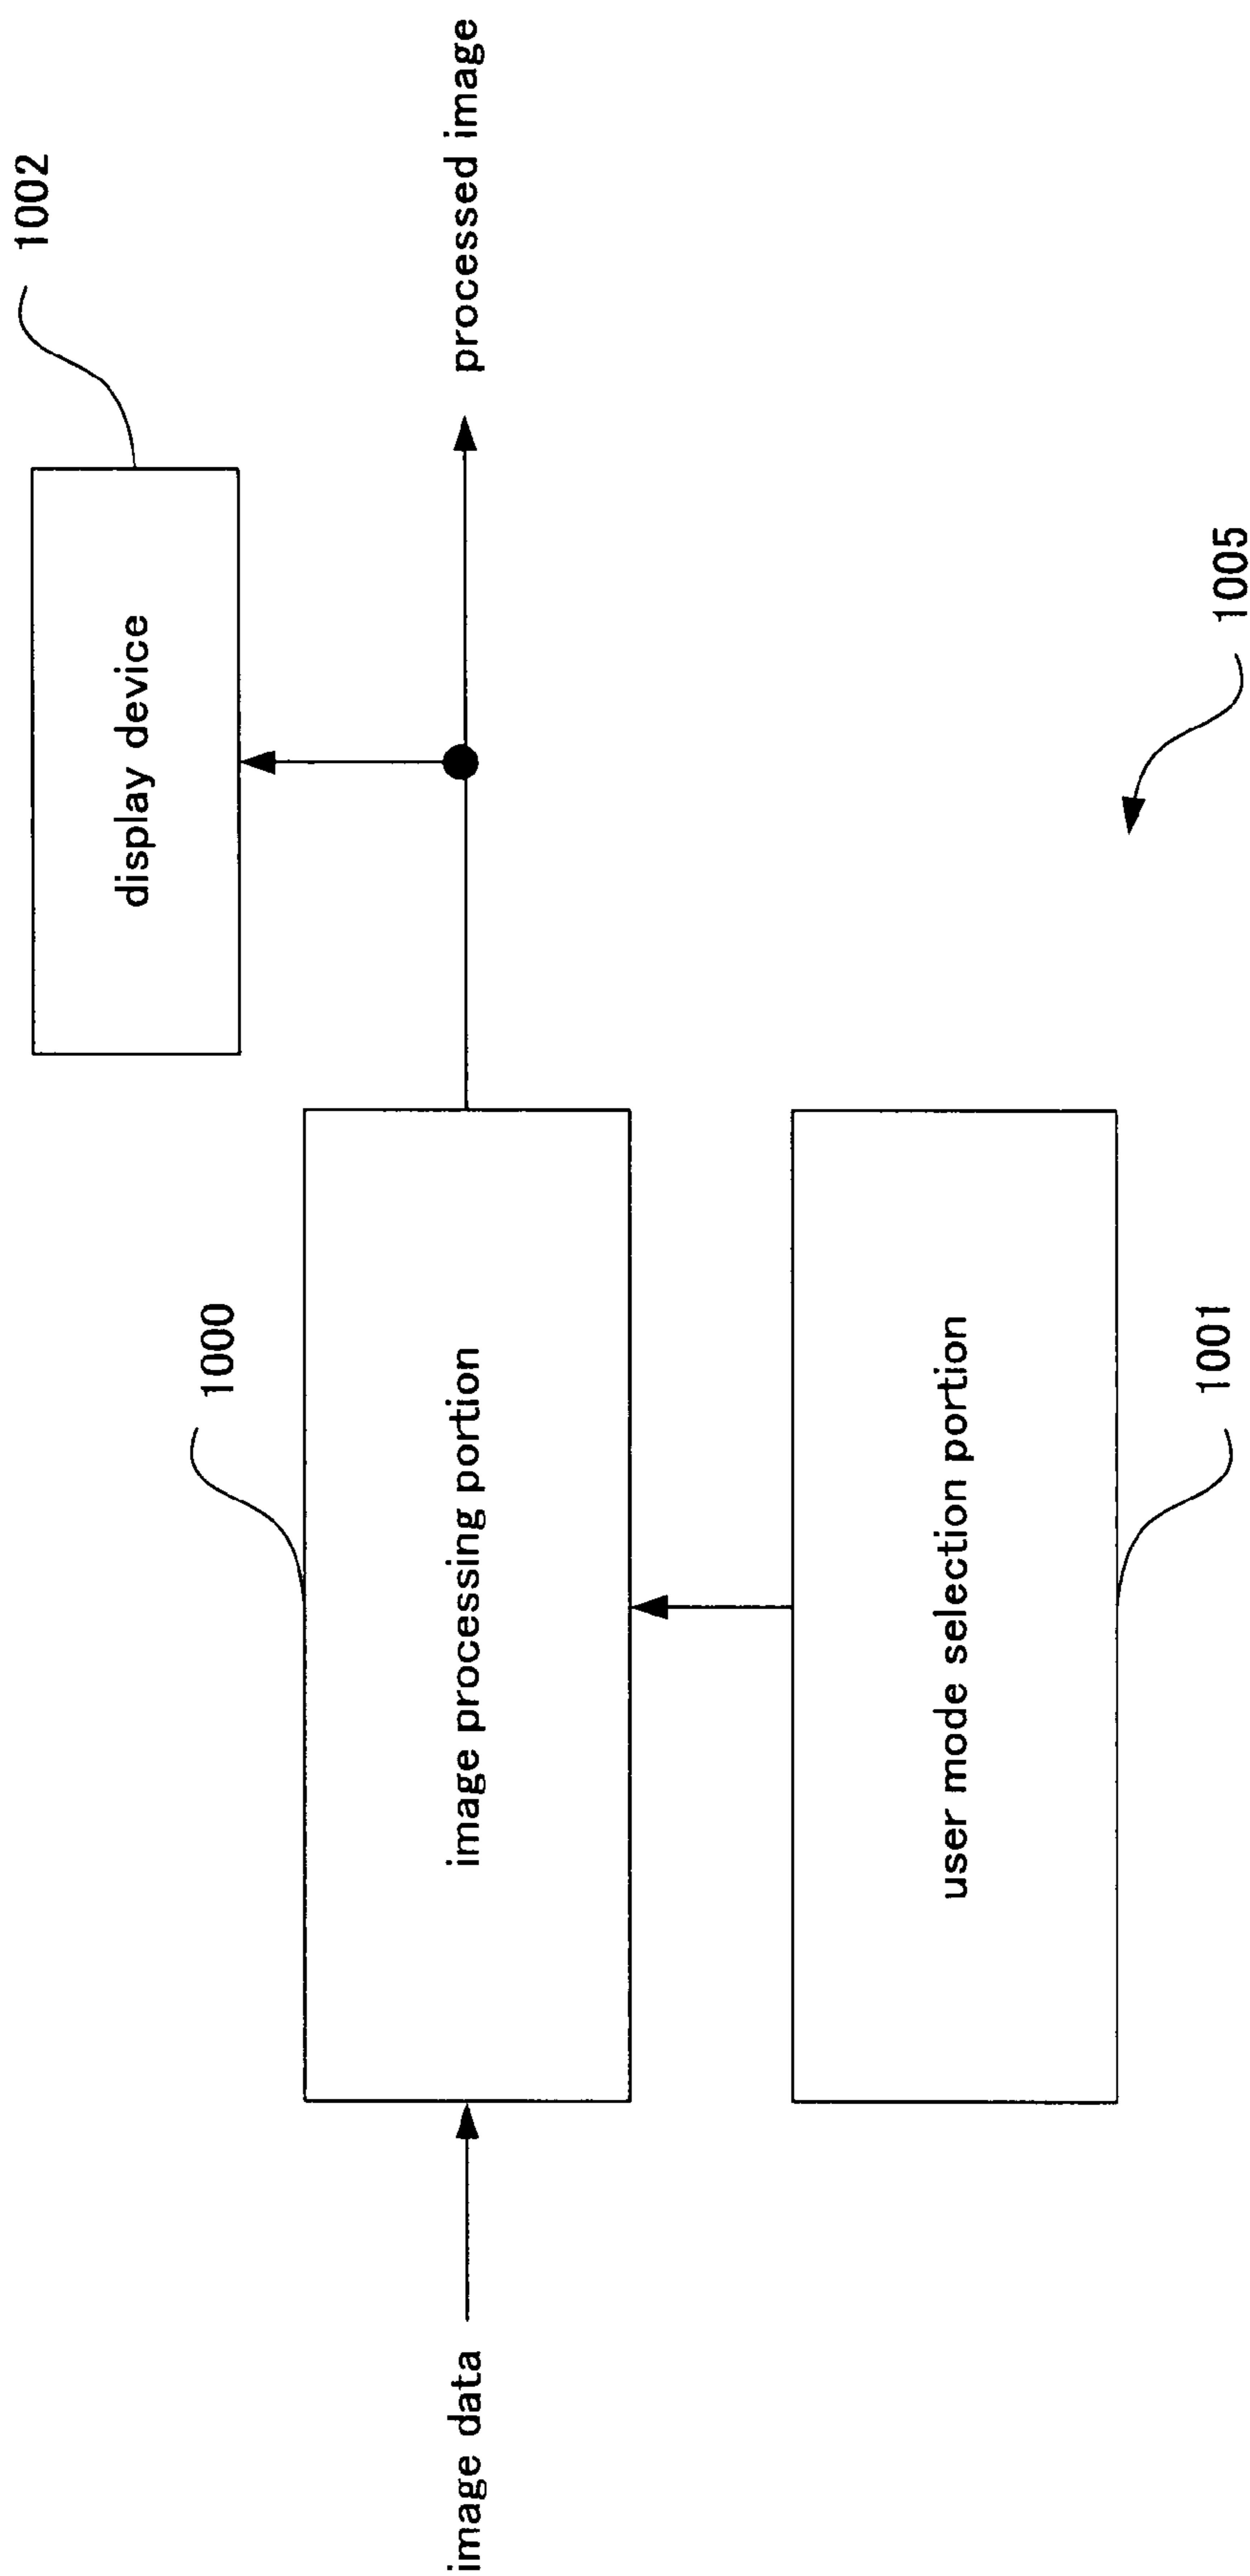 1002
display device
processed image
1000
image data
image processing portion
user mode selection portion
1001
1005